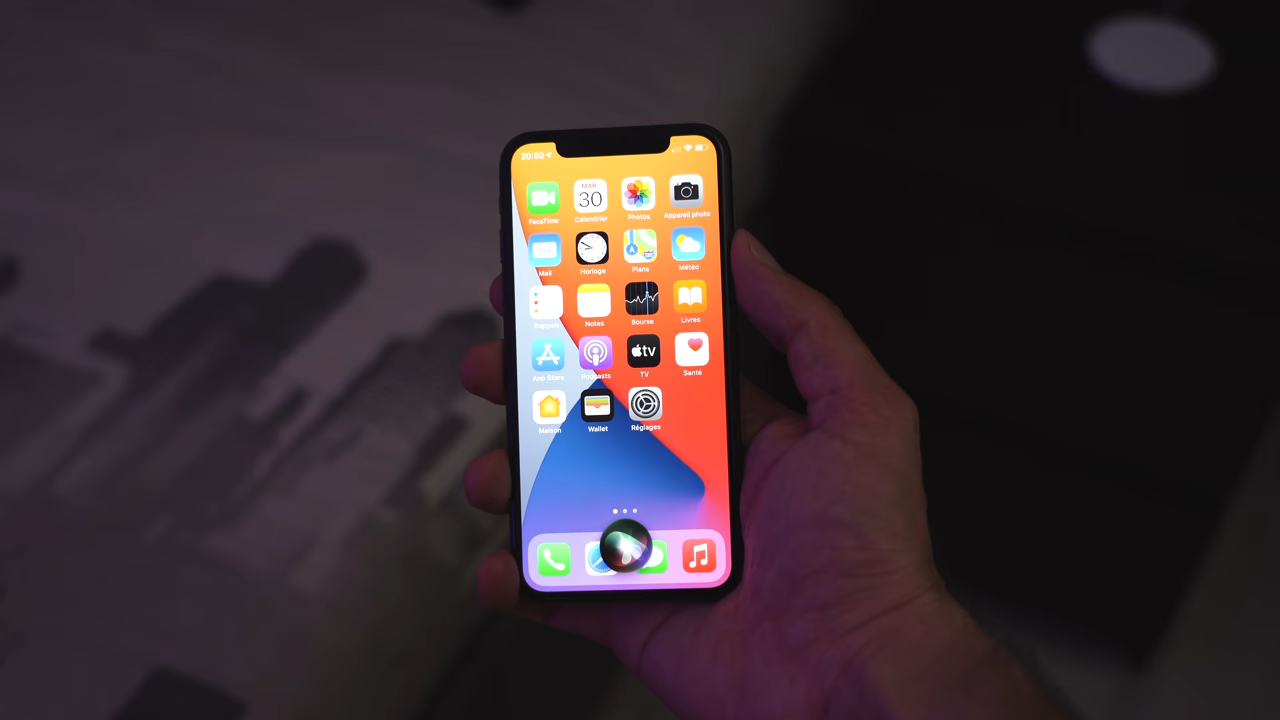 20:50
MAR
30
FaceTime Calendrier Photos Appareil photo
Mail Horloge Plans Météo
Rappels Notes Bourse Livres
tv
App Store Podcasts TV Santé
Maison Wallet Réglages